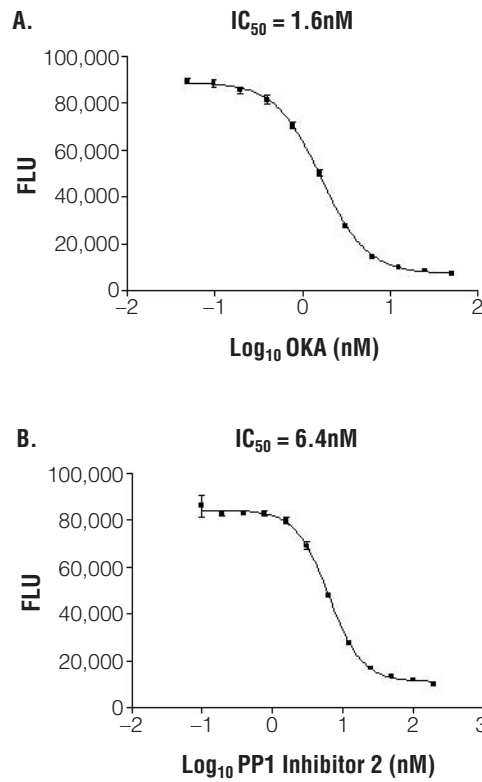 A.
IC50 = 1.6nM
100,000
80,000
60,000
40,000
20,000
0
FLU
−2
−1
0
1
2
Log10 OKA (nM)
B.
IC50 = 6.4nM
100,000
80,000
60,000
40,000
20,000
0
FLU
−2
−1
0
1
2
3
Log10 PP1 Inhibitor 2 (nM)